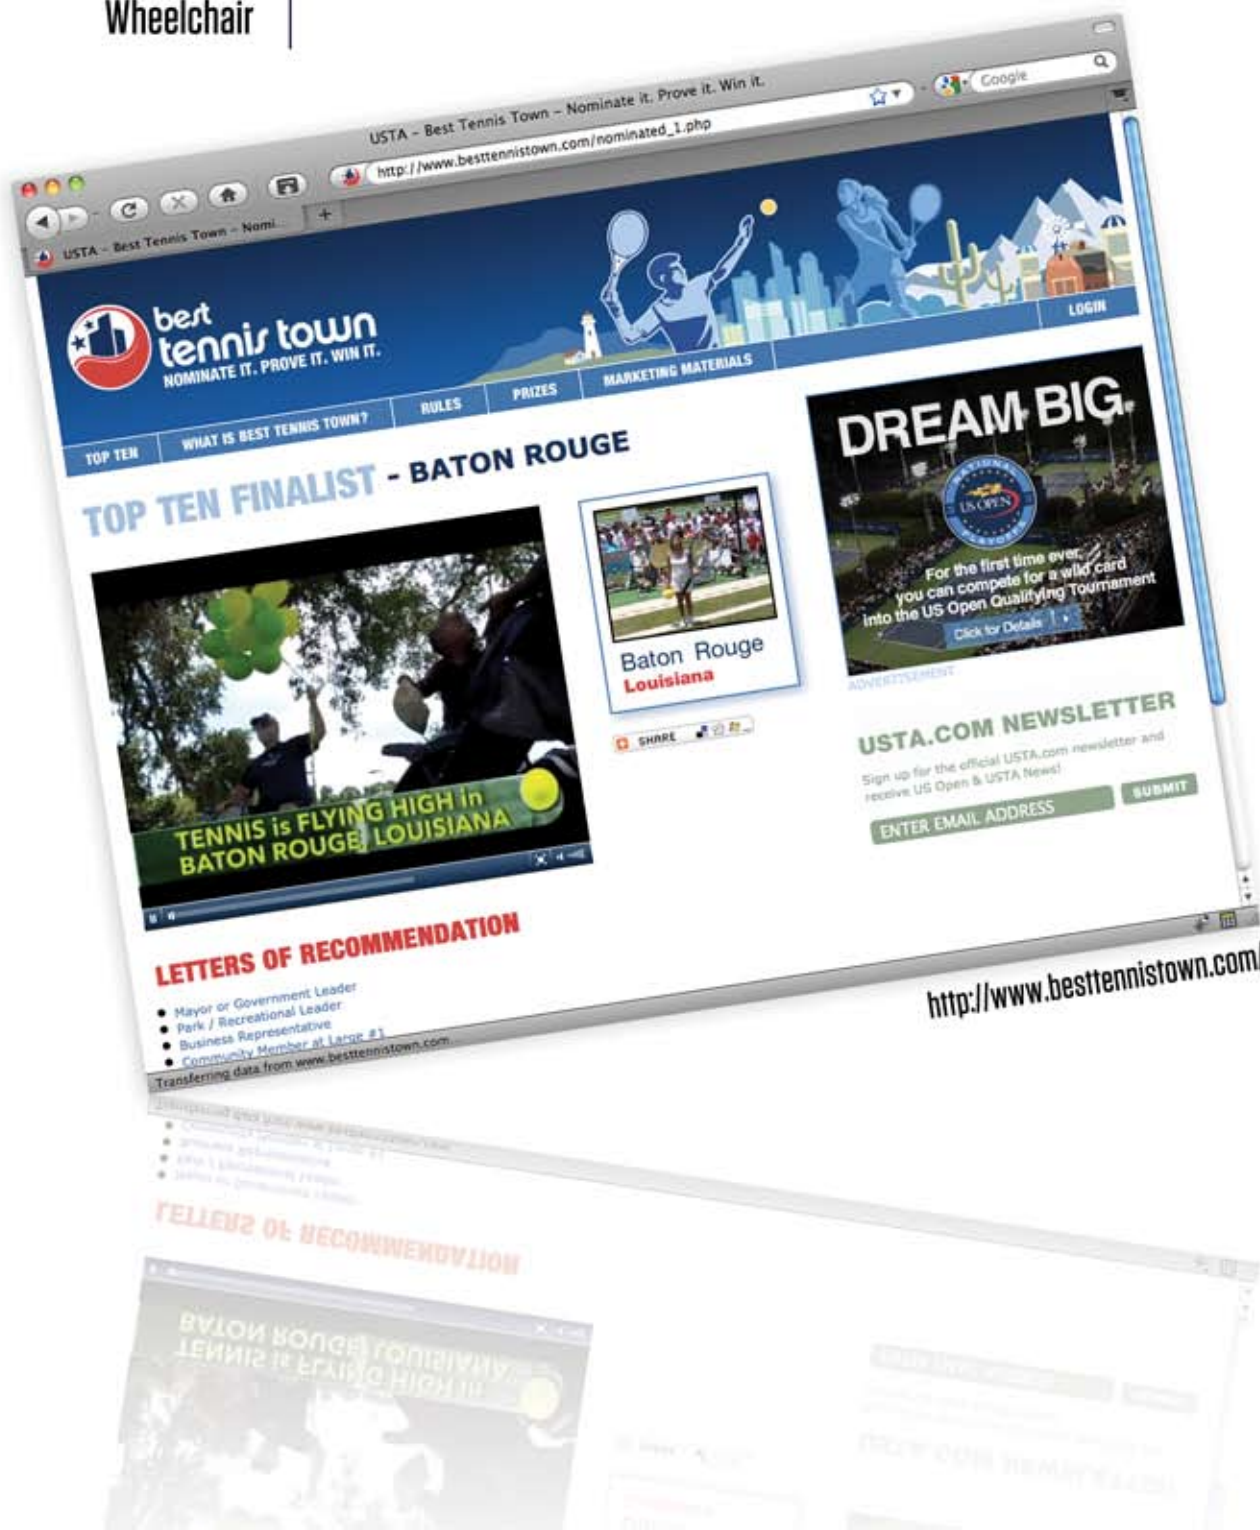 Wheelchair
USTA - Best Tennis Town - Nominate it. Prove it. Win it.
http://www.besttennistown.com/nominated_1.php
Google
USTA - Best Tennis Town - Nomi...
+
best
tennis town
NOMINATE IT. PROVE IT. WIN IT.
LOGIN
TOP TEN
WHAT IS BEST TENNIS TOWN?
RULES
PRIZES
MARKETING MATERIALS
TOP TEN FINALIST - BATON ROUGE
TENNIS is FLYING HIGH in
BATON ROUGE, LOUISIANA
Baton Rouge
Louisiana
SHARE
DREAM BIG
NATIONAL
US OPEN
PLAYOFFS
For the first time ever,
you can compete for a wild card
into the US Open Qualifying Tournament
Click for Details
ADVERTISEMENT
USTA.COM NEWSLETTER
Sign up for the official USTA.com newsletter and
receive US Open & USTA News!
ENTER EMAIL ADDRESS
SUBMIT
LETTERS OF RECOMMENDATION
Mayor or Government Leader
Park / Recreational Leader
Business Representative
Community Member at Large #1
Transferring data from www.besttennistown.com...
http://www.besttennistown.com/